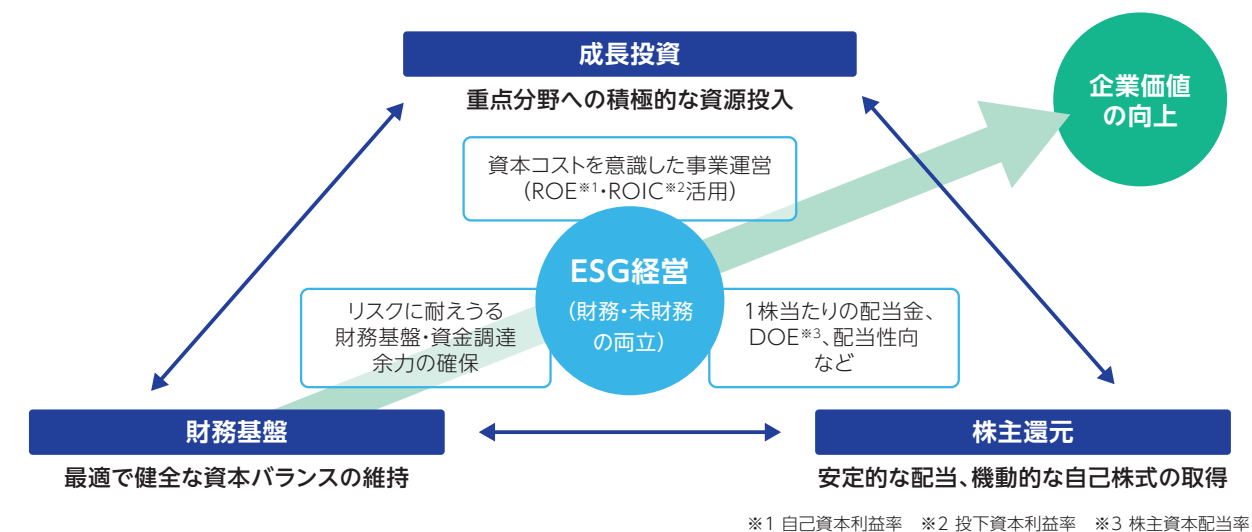 成長投資
重点分野への積極的な資源投入
企業価値
の向上
資本コストを意識した事業運営
(ROE※1・ROIC※2活用)
ESG経営
(財務・未財務
の両立)
リスクに耐えうる
財務基盤・資金調達
余力の確保
1株当たりの配当金、
DOE※3、配当性向
など
財務基盤
最適で健全な資本バランスの維持
株主還元
安定的な配当、機動的な自己株式の取得
※1 自己資本利益率 ※2 投下資本利益率 ※3 株主資本配当率